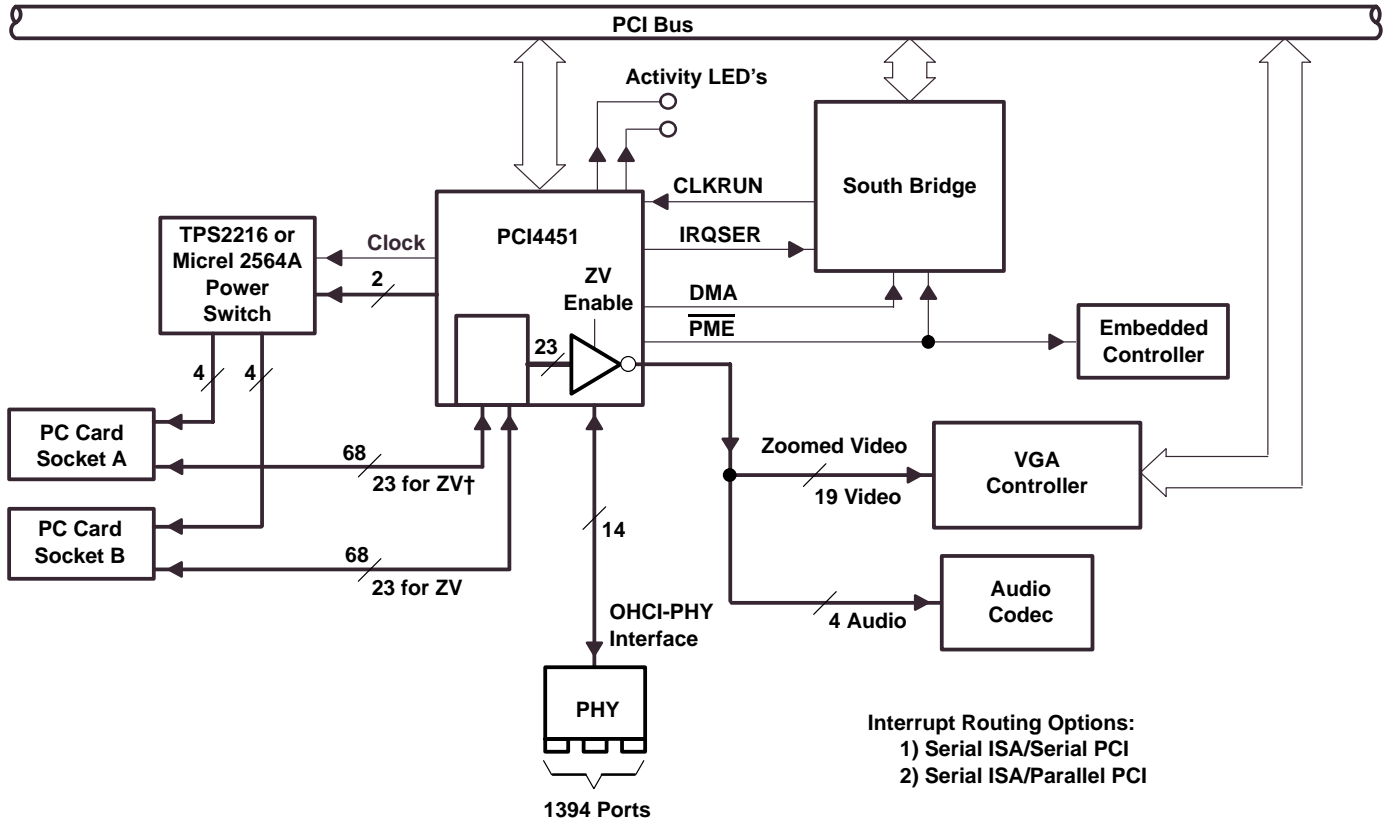 PCI Bus
Activity LED's
CLKRUN
South Bridge
TPS2216 or
Micrel 2564A
Power
Switch
Clock
PCI4451
IRQSER
2
ZV
Enable
DMA
PME
Embedded
Controller
23
4
4
PC Card
Socket A
68
23 for ZV†
Zoomed Video
19 Video
VGA
Controller
PC Card
Socket B
68
23 for ZV
14
OHCI-PHY
Interface
4 Audio
Audio
Codec
PHY
1394 Ports
Interrupt Routing Options:
1) Serial ISA/Serial PCI
2) Serial ISA/Parallel PCI